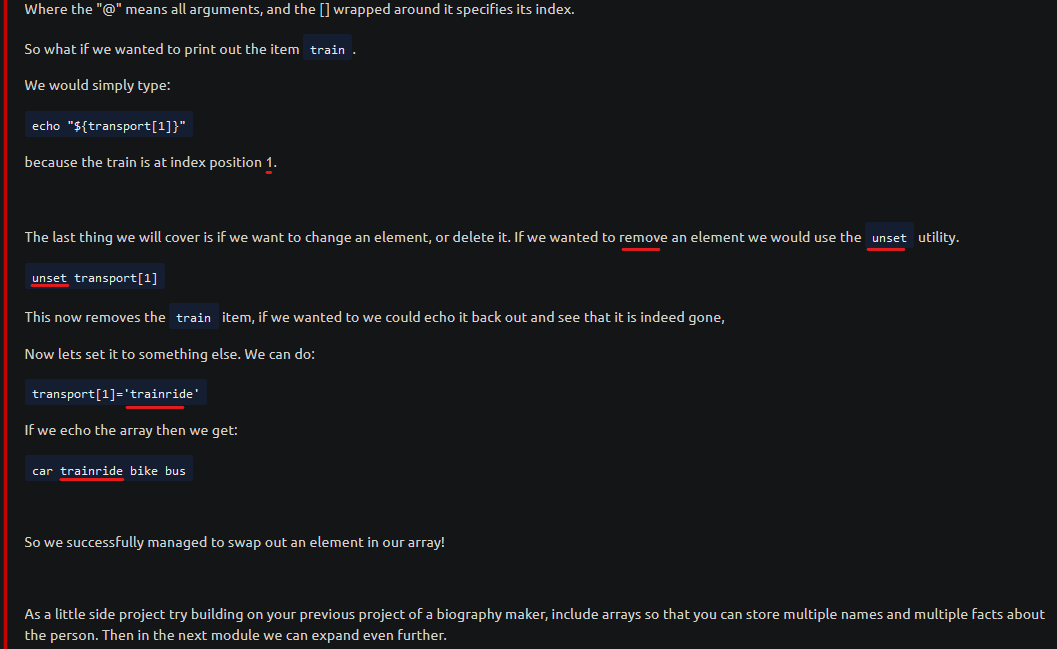 Where the "@" means all arguments, and the [] wrapped around it specifies its index.
So what if we wanted to print out the item train .
We would simply type:
echo "${transport[1]}"
because the train is at index position 1.
The last thing we will cover is if we want to change an element, or delete it. If we wanted to remove an element we would use the unset utility.
unset transport[1]
This now removes the train item, if we wanted to we could echo it back out and see that it is indeed gone,
Now lets set it to something else. We can do:
transport[1]='trainride'
If we echo the array then we get:
car trainride bike bus
So we successfully managed to swap out an element in our array!
As a little side project try building on your previous project of a biography maker, include arrays so that you can store multiple names and multiple facts about
the person. Then in the next module we can expand even further.